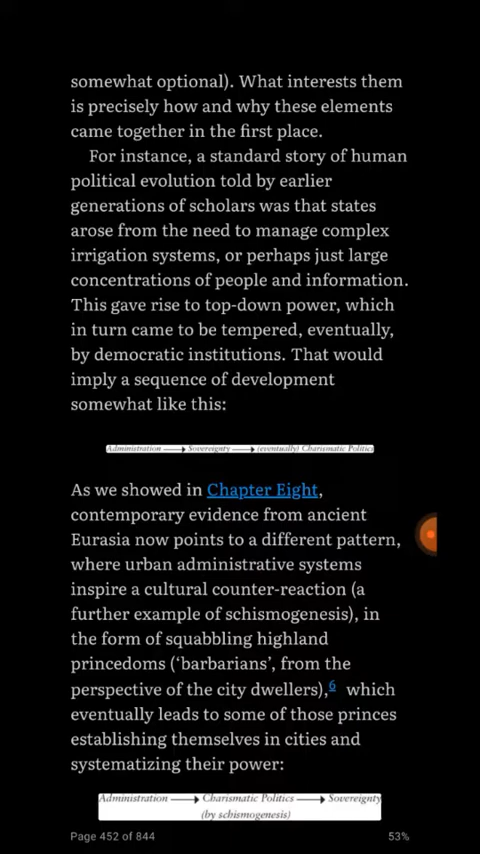 somewhat optional). What interests them
is precisely how and why these elements
came together in the first place.
For instance, a standard story of human
political evolution told by earlier
generations of scholars was that states
arose from the need to manage complex
irrigation systems, or perhaps just large
concentrations of people and information.
This gave rise to top-down power, which
in turn came to be tempered, eventually,
by democratic institutions. That would
imply a sequence of development
somewhat like this:
Administration → Sovereignty → (eventually) Charismatic Politics
As we showed in Chapter Eight,
contemporary evidence from ancient
Eurasia now points to a different pattern,
where urban administrative systems
inspire a cultural counter-reaction (a
further example of schismogenesis), in
the form of squabbling highland
princedoms (‘barbarians’, from the
perspective of the city dwellers),6 which
eventually leads to some of those princes
establishing themselves in cities and
systematizing their power:
Administration → Charismatic Politics → Sovereignty
(by schismogenesis)
Page 452 of 844 53%